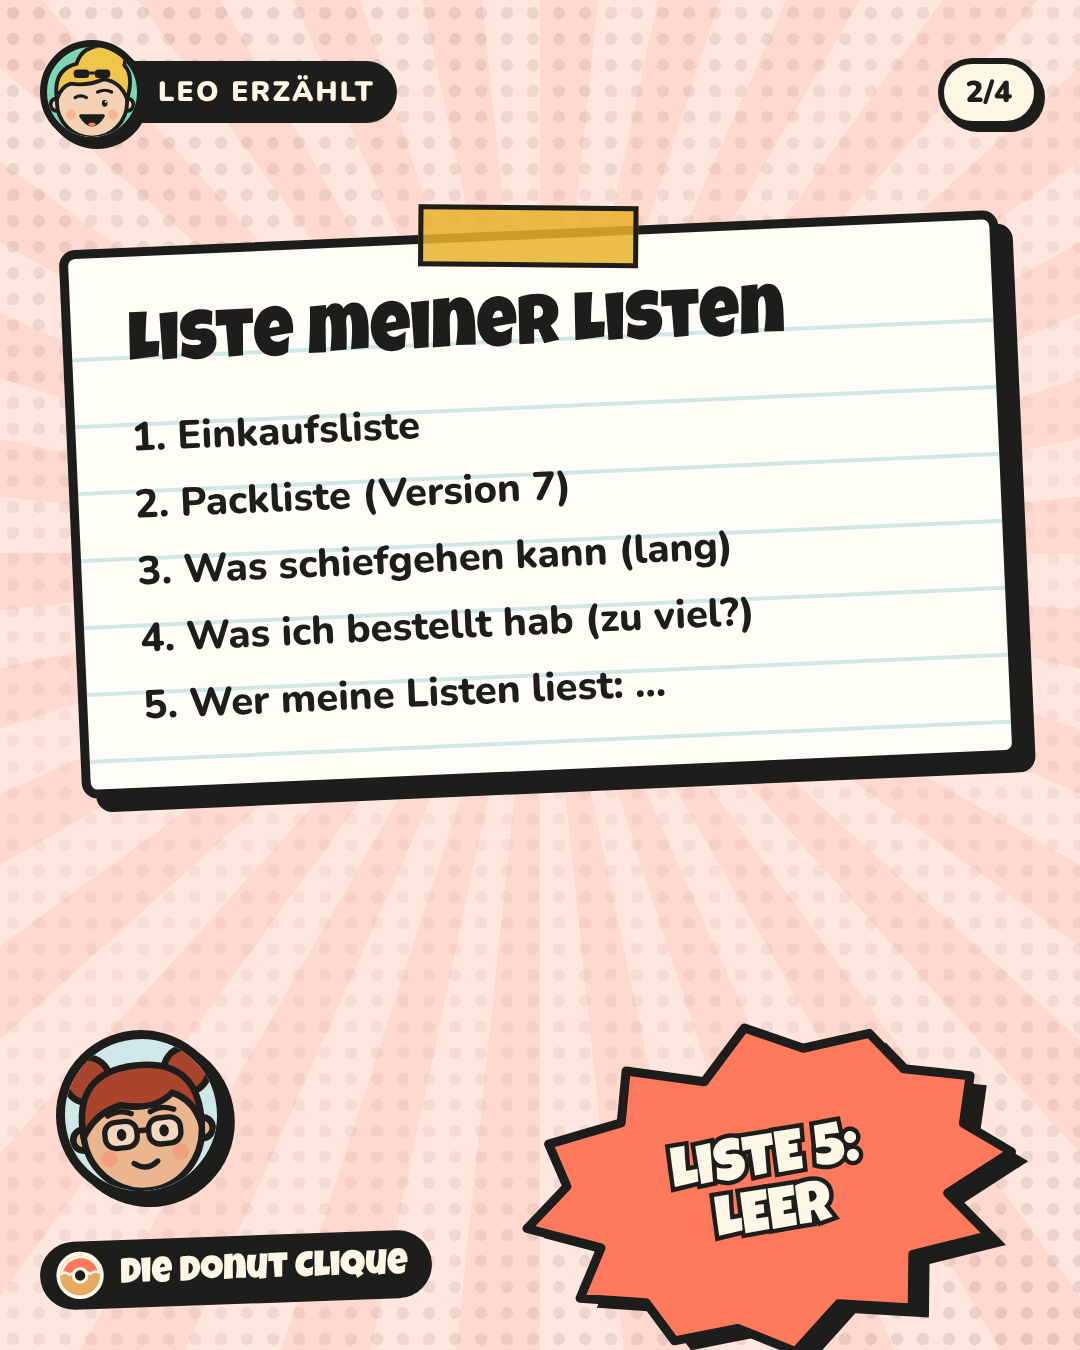 LEO ERZÄHLT
2/4
Liste meiner Listen
1. Einkaufsliste
2. Packliste (Version 7)
3. Was schiefgehen kann (lang)
4. Was ich bestellt hab (zu viel?)
5. Wer meine Listen liest: ...
LISTE 5:
LEER
Die Donut Clique